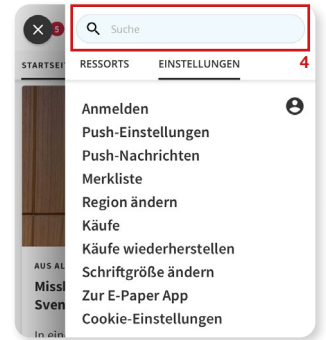 5
Suche
STARTSEI
RESSORTS EINSTELLUNGEN
4
Anmelden
Push-Einstellungen
Push-Nachrichten
Merkliste
Region ändern
Käufe
Käufe wiederherstellen
Schriftgröße ändern
Zur E-Paper App
Cookie-Einstellungen
AUS AL
Missl
Sven
In ein